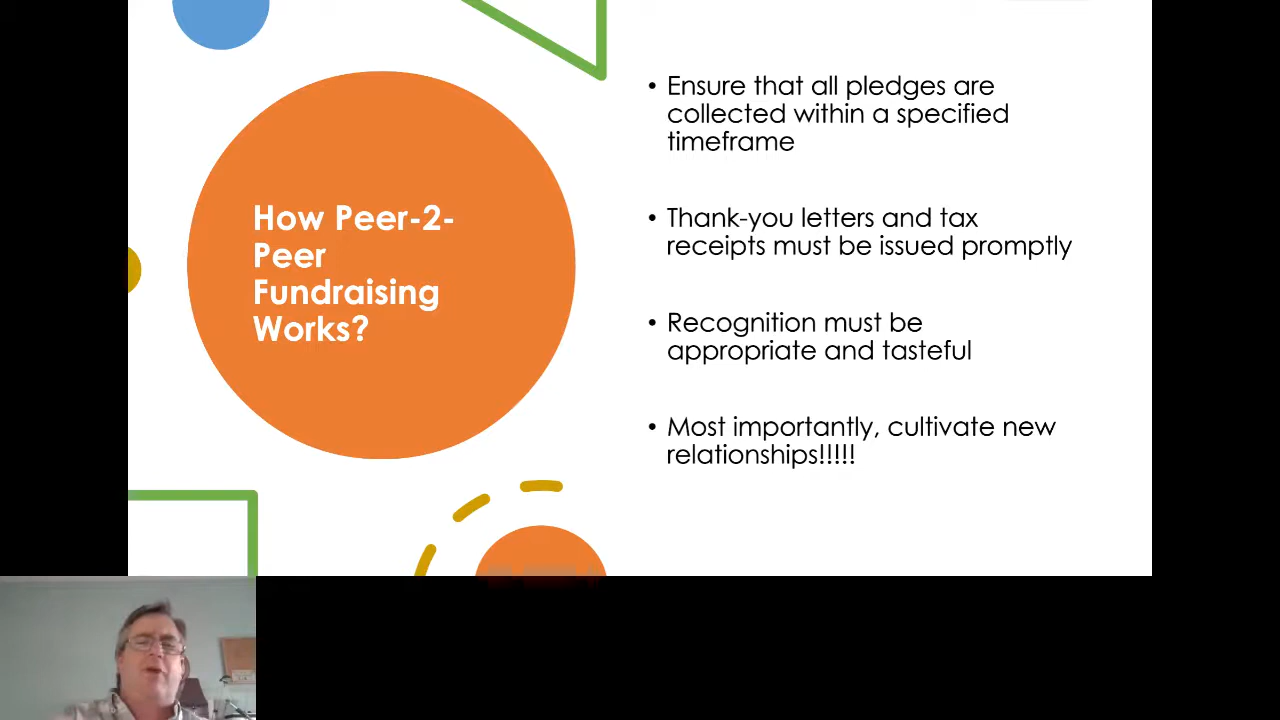 How Peer-2-
Peer
Fundraising
Works?
• Ensure that all pledges are
collected within a specified
timeframe
• Thank-you letters and tax
receipts must be issued promptly
• Recognition must be
appropriate and tasteful
• Most importantly, cultivate new
relationships!!!!!